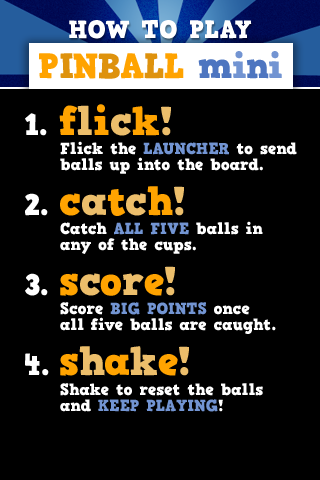 HOW TO PLAY
PINBALL mini
1. flick!
Flick the LAUNCHER to send
balls up into the board.
2. catch!
Catch ALL FIVE balls in
any of the cups.
3. score!
Score BIG POINTS once
all five balls are caught.
4. shake!
Shake to reset the balls
and KEEP PLAYING!